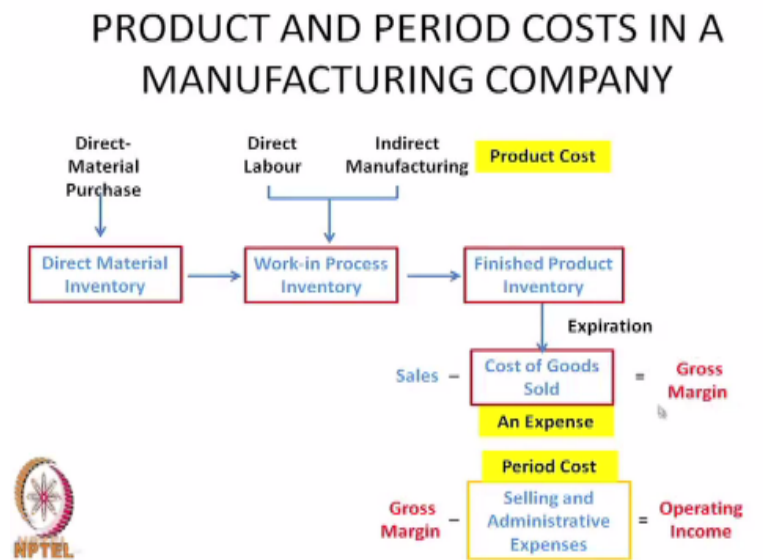 PRODUCT AND PERIOD COSTS IN A
MANUFACTURING COMPANY
Direct-
Material
Purchase
Direct
Labour
Indirect
Manufacturing
Product Cost
Direct Material
Inventory
Work-in Process
Inventory
Finished Product
Inventory
Expiration
Sales –
Cost of Goods
Sold
=
Gross
Margin
An Expense
Period Cost
Gross
Margin –
Selling and
Administrative
Expenses
=
Operating
Income
NPTEL